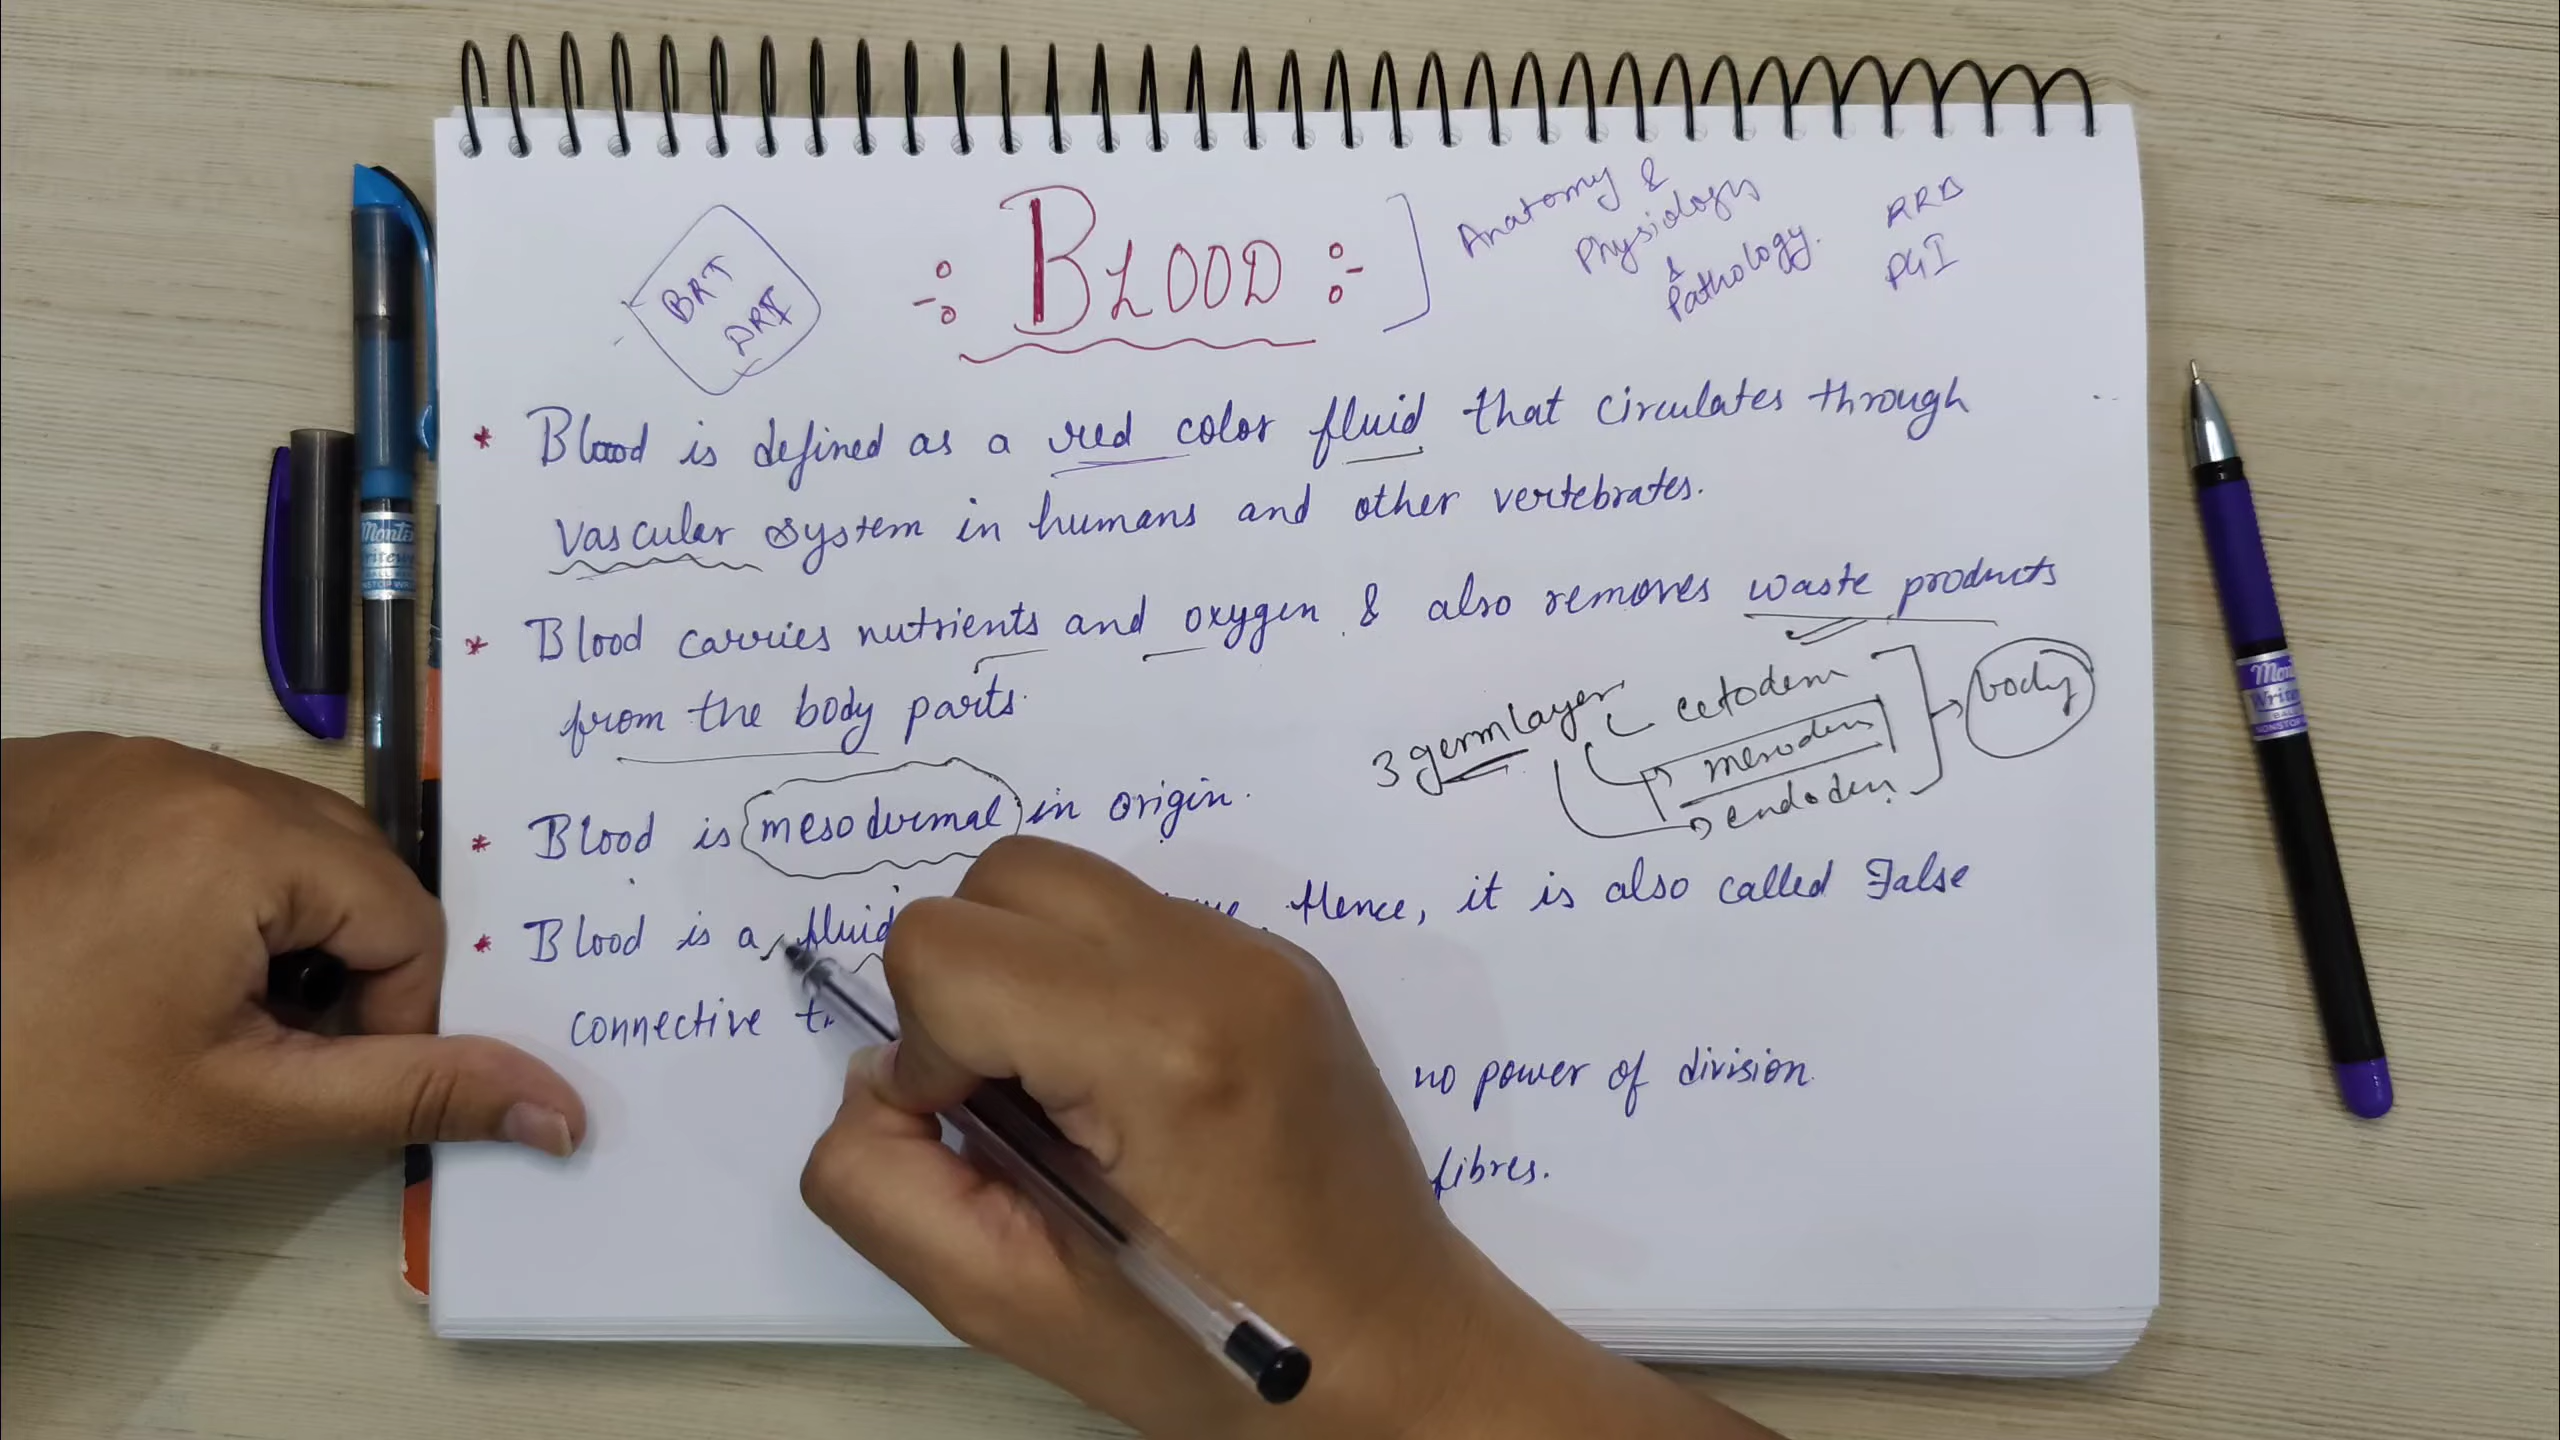 BRT
DRT
-: BLOOD :-
Anatomy &
Physiology
&
Pathology.
RRB
PGI
* Blood is defined as a red color fluid that circulates through
vascular system in humans and other vertebrates.
* Blood carries nutrients and oxygen & also removes waste products
from the body parts.
3 germ layer
ectoderm
mesoderm
endoderm
body
* Blood is mesodermal in origin.
* Blood is a fluid Hence, it is also called False
connective
no power of division
fibres.